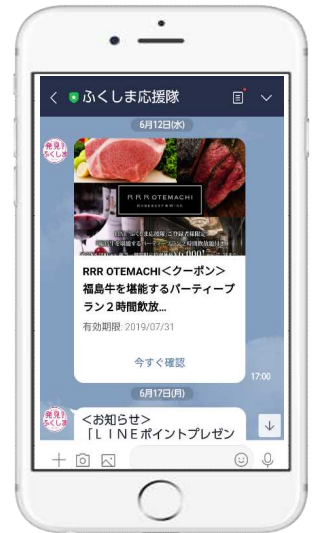 ふくしま応援隊
6月12日(水)
発見!
ふくしま
RRR OTEMACHI
RRR OTEMACHI<クーポン>
福島牛を堪能するパーティープ
ラン２時間飲放...
有効期限: 2019/07/31
今すぐ確認
17:00
6月17日(月)
発見!
ふくしま
<お知らせ>
「ＬＩＮＥポイントプレゼン